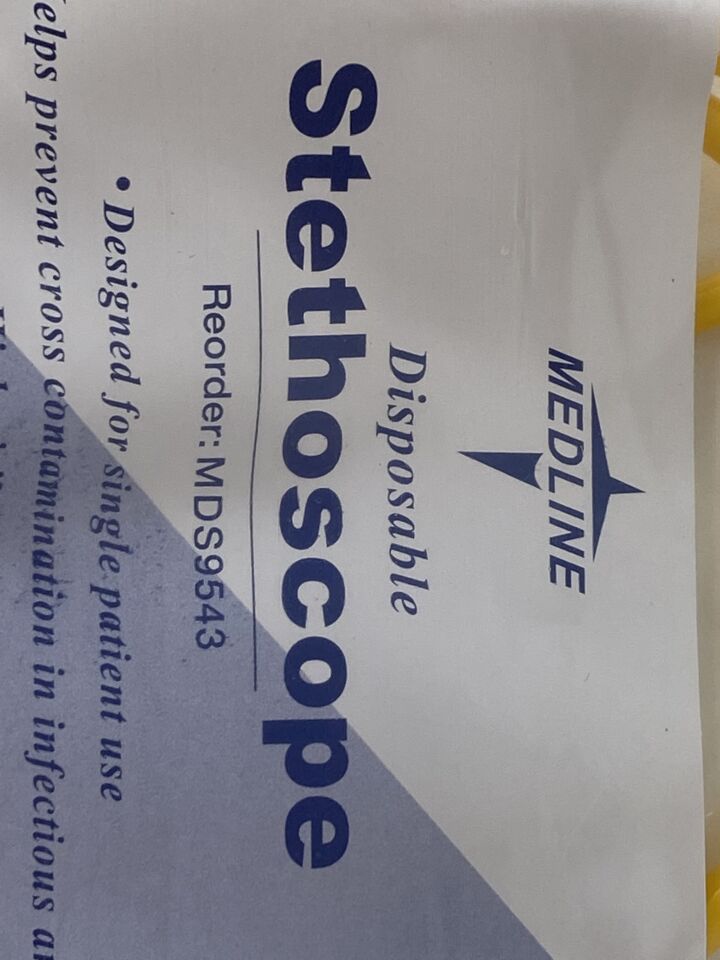 MEDLINE
Disposable
Stethoscope
Reorder: MDS9543
• Designed for single patient use
elps prevent cross contamination in infectious